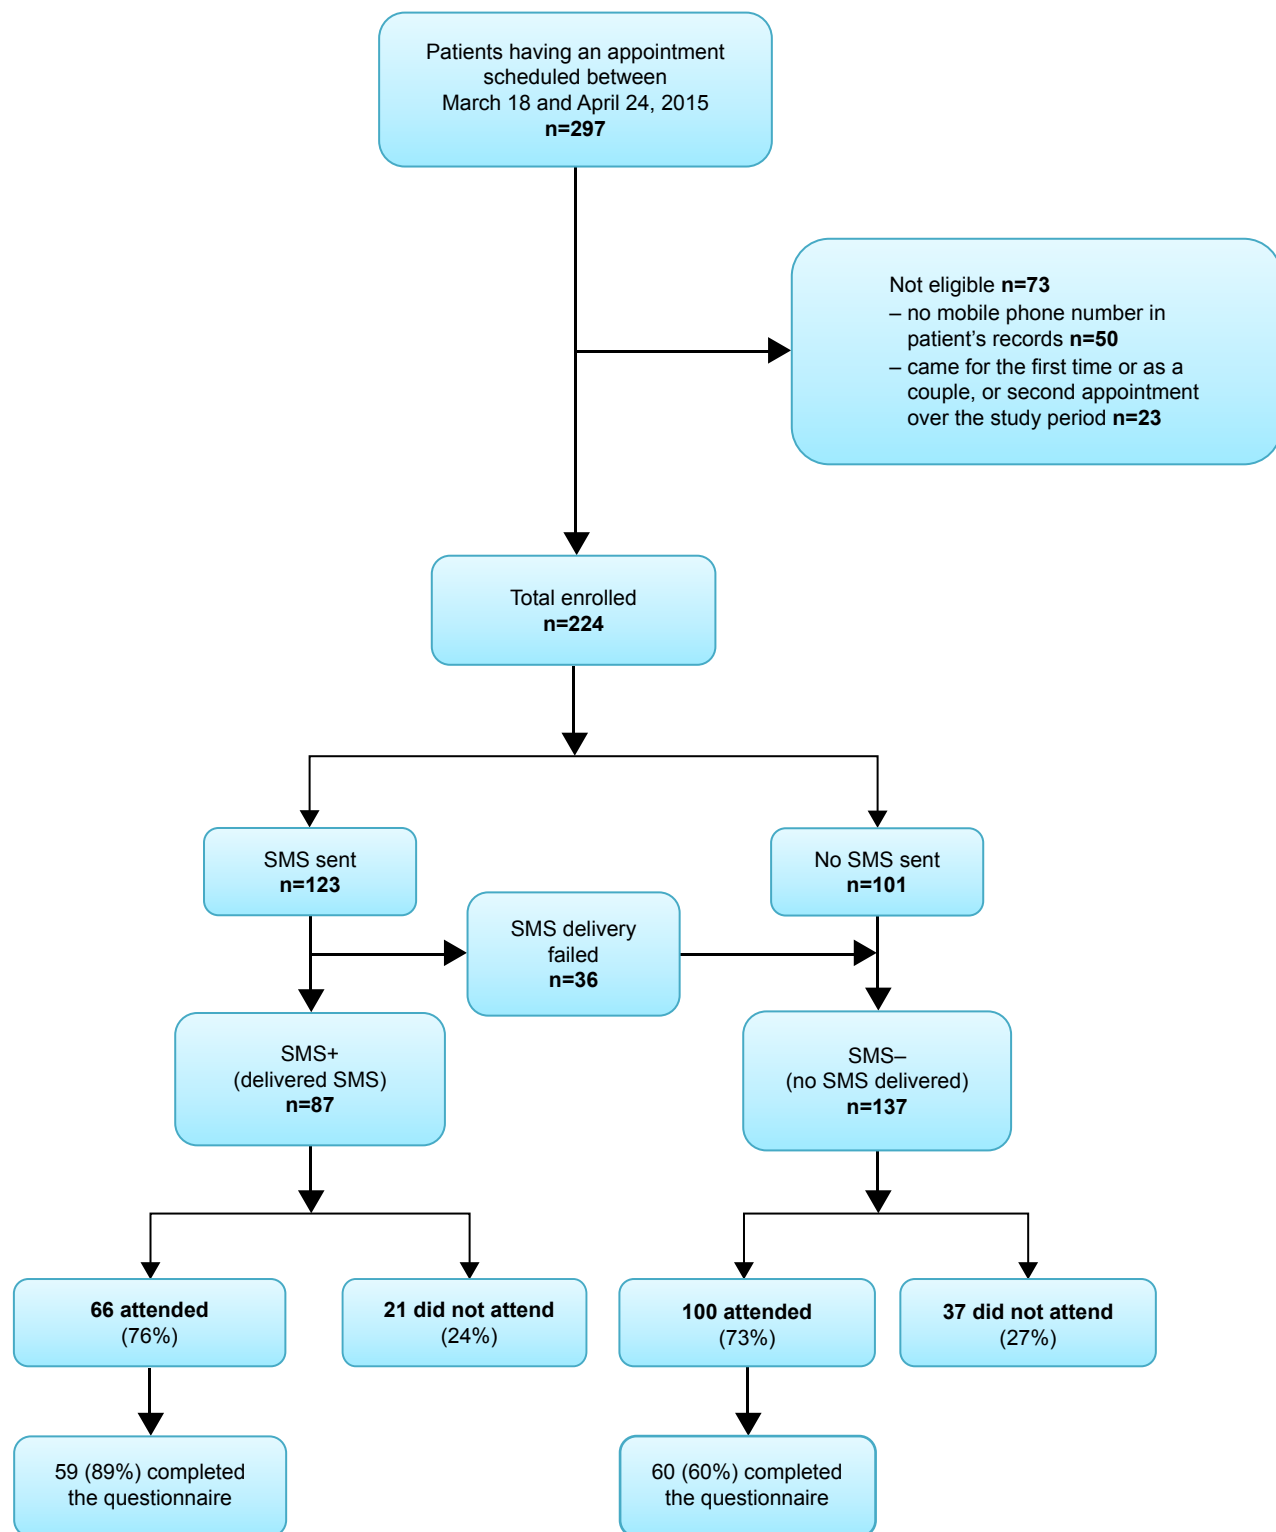 Patients having an appointment
scheduled between
March 18 and April 24, 2015
n=297
Not eligible n=73
– no mobile phone number in
patient’s records n=50
– came for the first time or as a
couple, or second appointment
over the study period n=23
Total enrolled
n=224
SMS sent
n=123
No SMS sent
n=101
SMS delivery
failed
n=36
SMS+
(delivered SMS)
n=87
SMS–
(no SMS delivered)
n=137
66 attended
(76%)
21 did not attend
(24%)
100 attended
(73%)
37 did not attend
(27%)
59 (89%) completed
the questionnaire
60 (60%) completed
the questionnaire